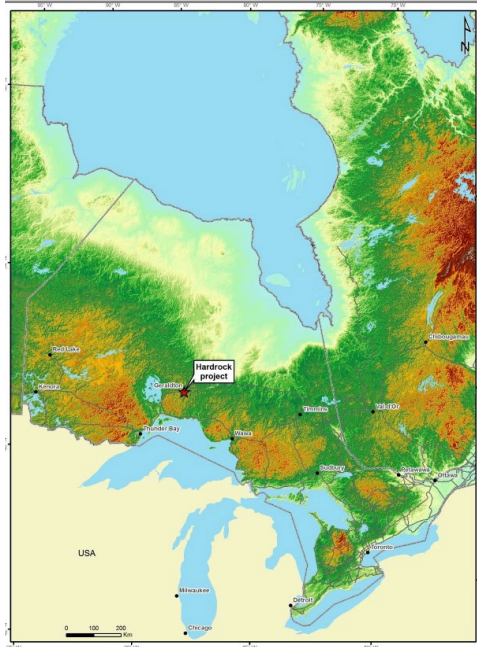 N
Chibougamau
Red Lake
Hardrock
project
Kenora
Geraldton
Timmins
Val d'Or
Thunder Bay
Wawa
Sudbury
Petawawa
Ottawa
Toronto
USA
Milwaukee
Detroit
Chicago
0 100 200
Km